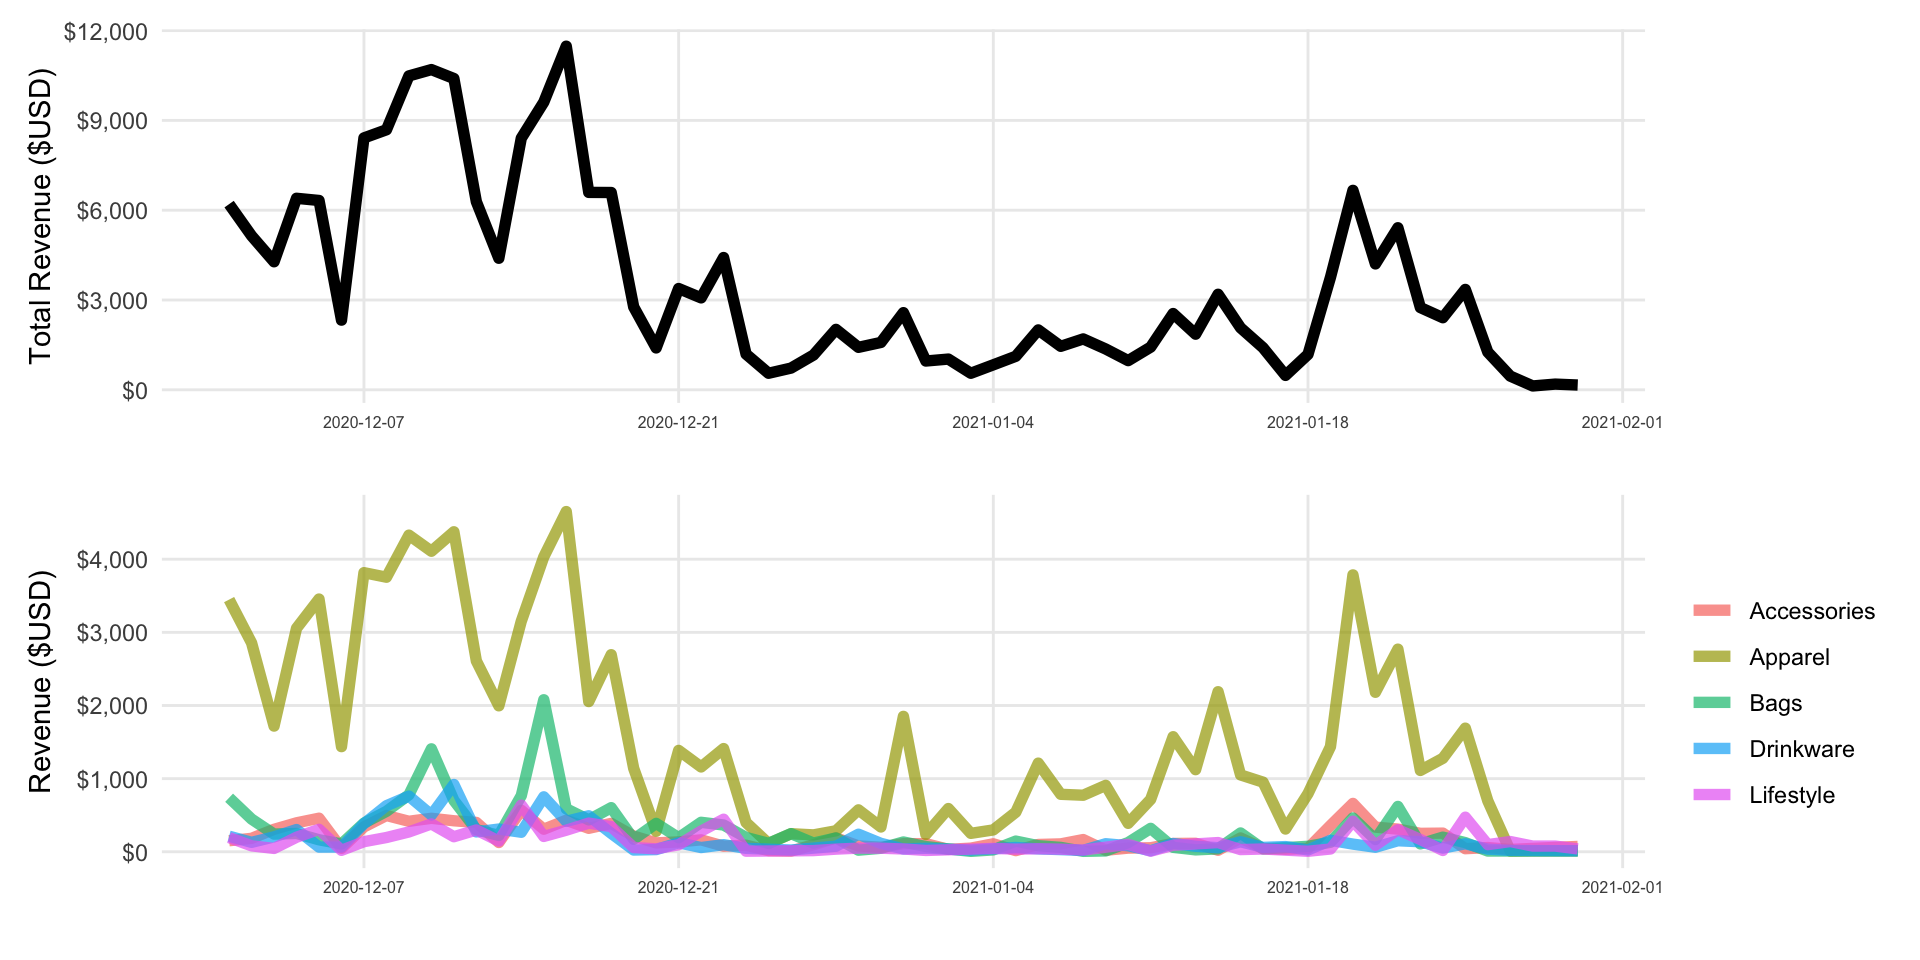 Total Revenue ($USD)
$12,000
$9,000
$6,000
$3,000
$0
2020-12-07
2020-12-21
2021-01-04
2021-01-18
2021-02-01
Revenue ($USD)
$4,000
$3,000
$2,000
$1,000
$0
2020-12-07
2020-12-21
2021-01-04
2021-01-18
2021-02-01
Accessories
Apparel
Bags
Drinkware
Lifestyle